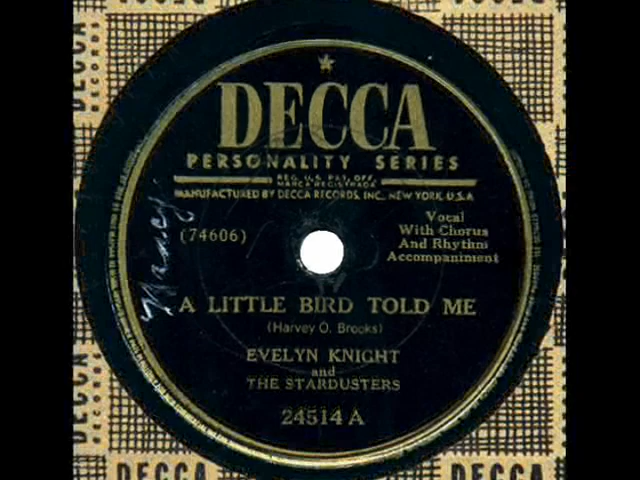 DECCA
PERSONALITY SERIES
REG. U.S. PAT. OFF.
MARCA REGISTRADA
MANUFACTURED BY DECCA RECORDS, INC., NEW YORK, U.S.A.
Vocal
With Chorus
And Rhythm
Accompaniment
(74606)
Nancy
A LITTLE BIRD TOLD ME
(Harvey O. Brooks)
EVELYN KNIGHT
and
THE STARDUSTERS
24514 A
DECCA
DECCA